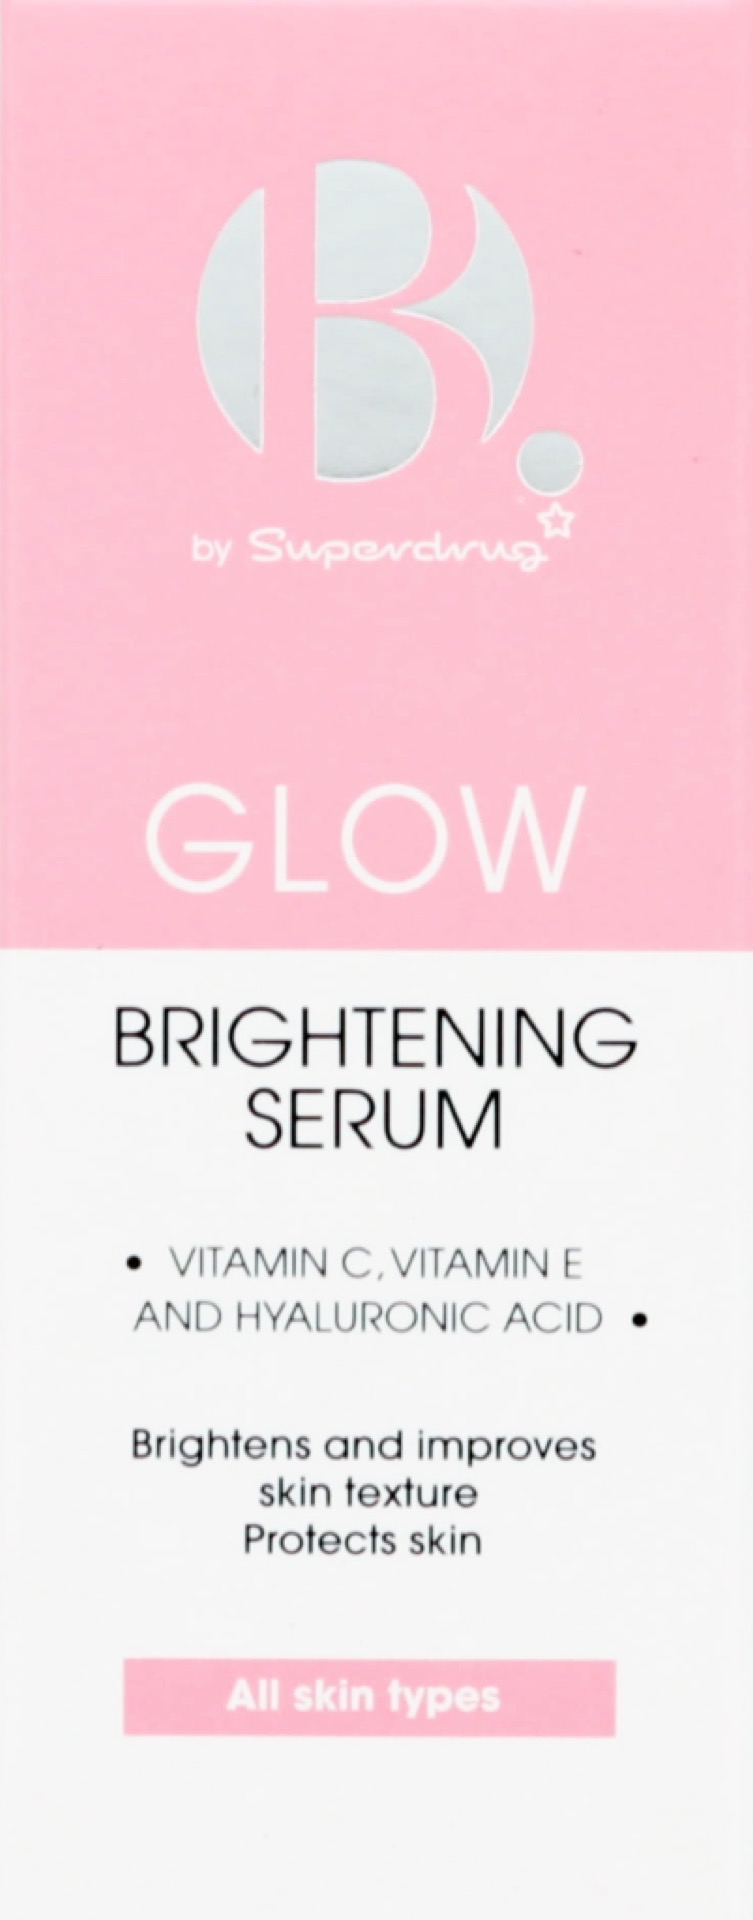 B.
by Superdrug
GLOW
BRIGHTENING
SERUM
• VITAMIN C, VITAMIN E
AND HYALURONIC ACID •
Brightens and improves
skin texture
Protects skin
All skin types